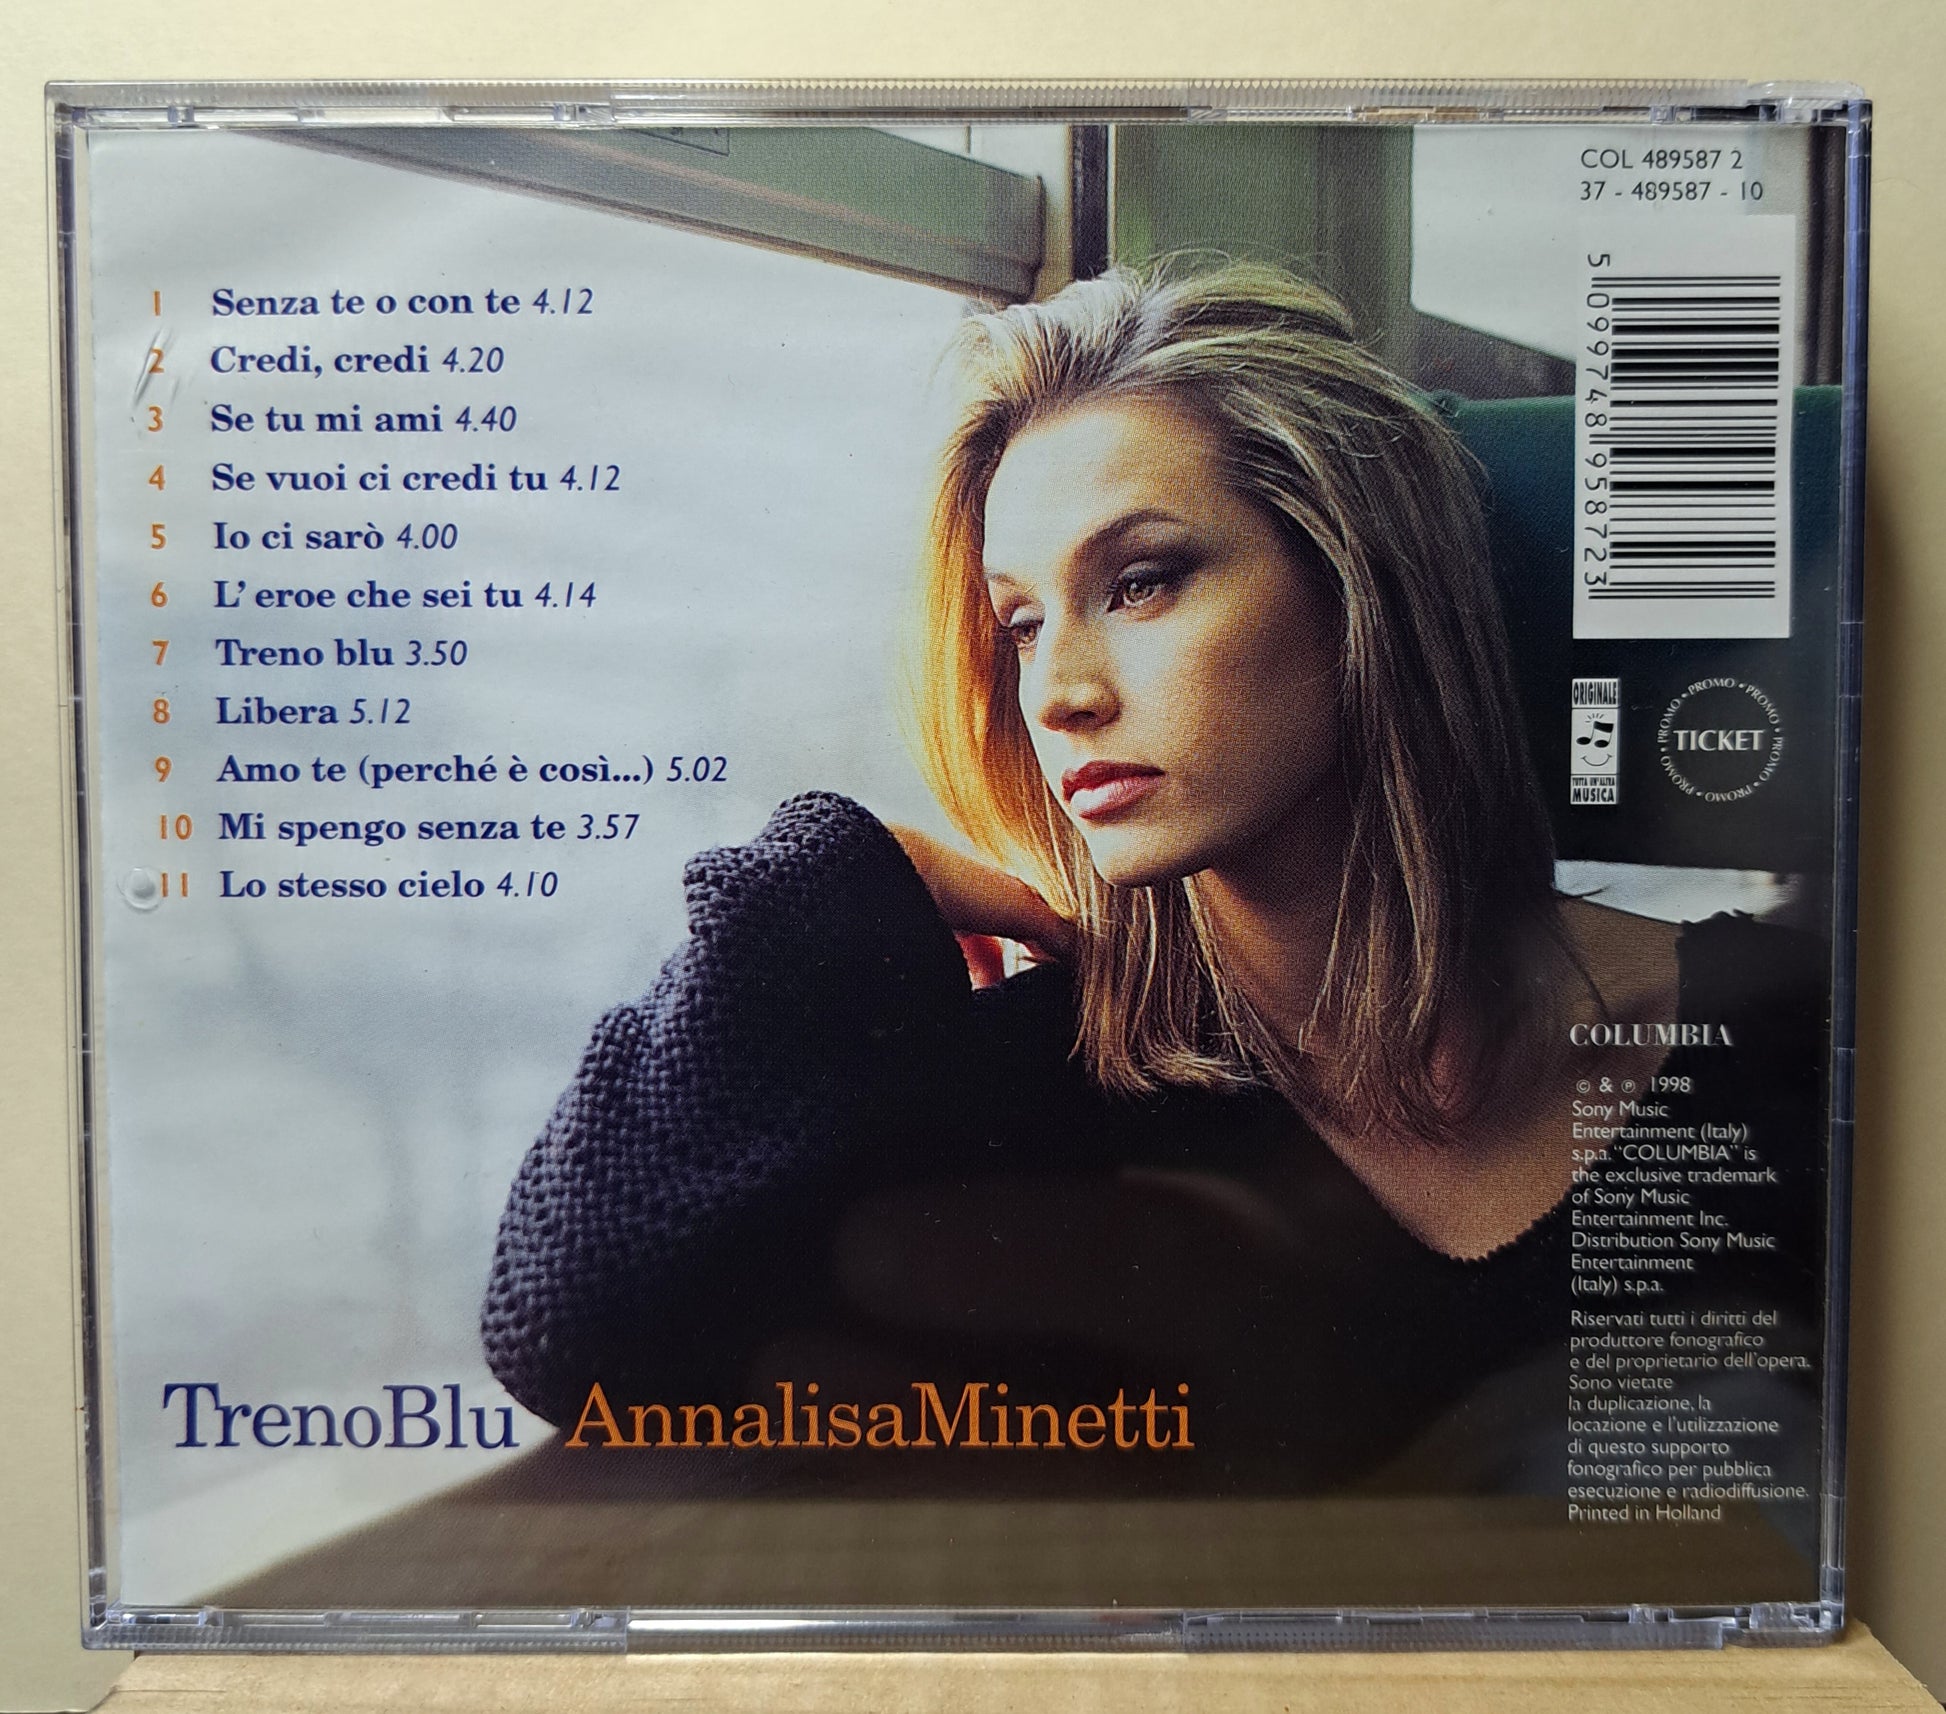 1 Senza te o con te 4.12
2 Credi, credi 4.20
3 Se tu mi ami 4.40
4 Se vuoi ci credi tu 4.12
5 Io ci sarò 4.00
6 L' eroe che sei tu 4.14
7 Treno blu 3.50
8 Libera 5.12
9 Amo te (perché è così...) 5.02
10 Mi spengo senza te 3.57
11 Lo stesso cielo 4.10
TrenoBlu AnnalisaMinetti
COL 489587 2
37 - 489587 - 10
5 099748 958723
ORIGINALE
TUTTA UN'ALTRA
MUSICA
PROMO • PROMO • PROMO • PROMO • PROMO • PROMO •
TICKET
COLUMBIA
© & ℗ 1998
Sony Music
Entertainment (Italy)
s.p.a. "COLUMBIA" is
the exclusive trademark
of Sony Music
Entertainment Inc.
Distribution Sony Music
Entertainment
(Italy) s.p.a.
Riservati tutti i diritti del
produttore fonografico
e del proprietario dell'opera.
Sono vietate
la duplicazione, la
locazione e l'utilizzazione
di questo supporto
fonografico per pubblica
esecuzione e radiodiffusione.
Printed in Holland